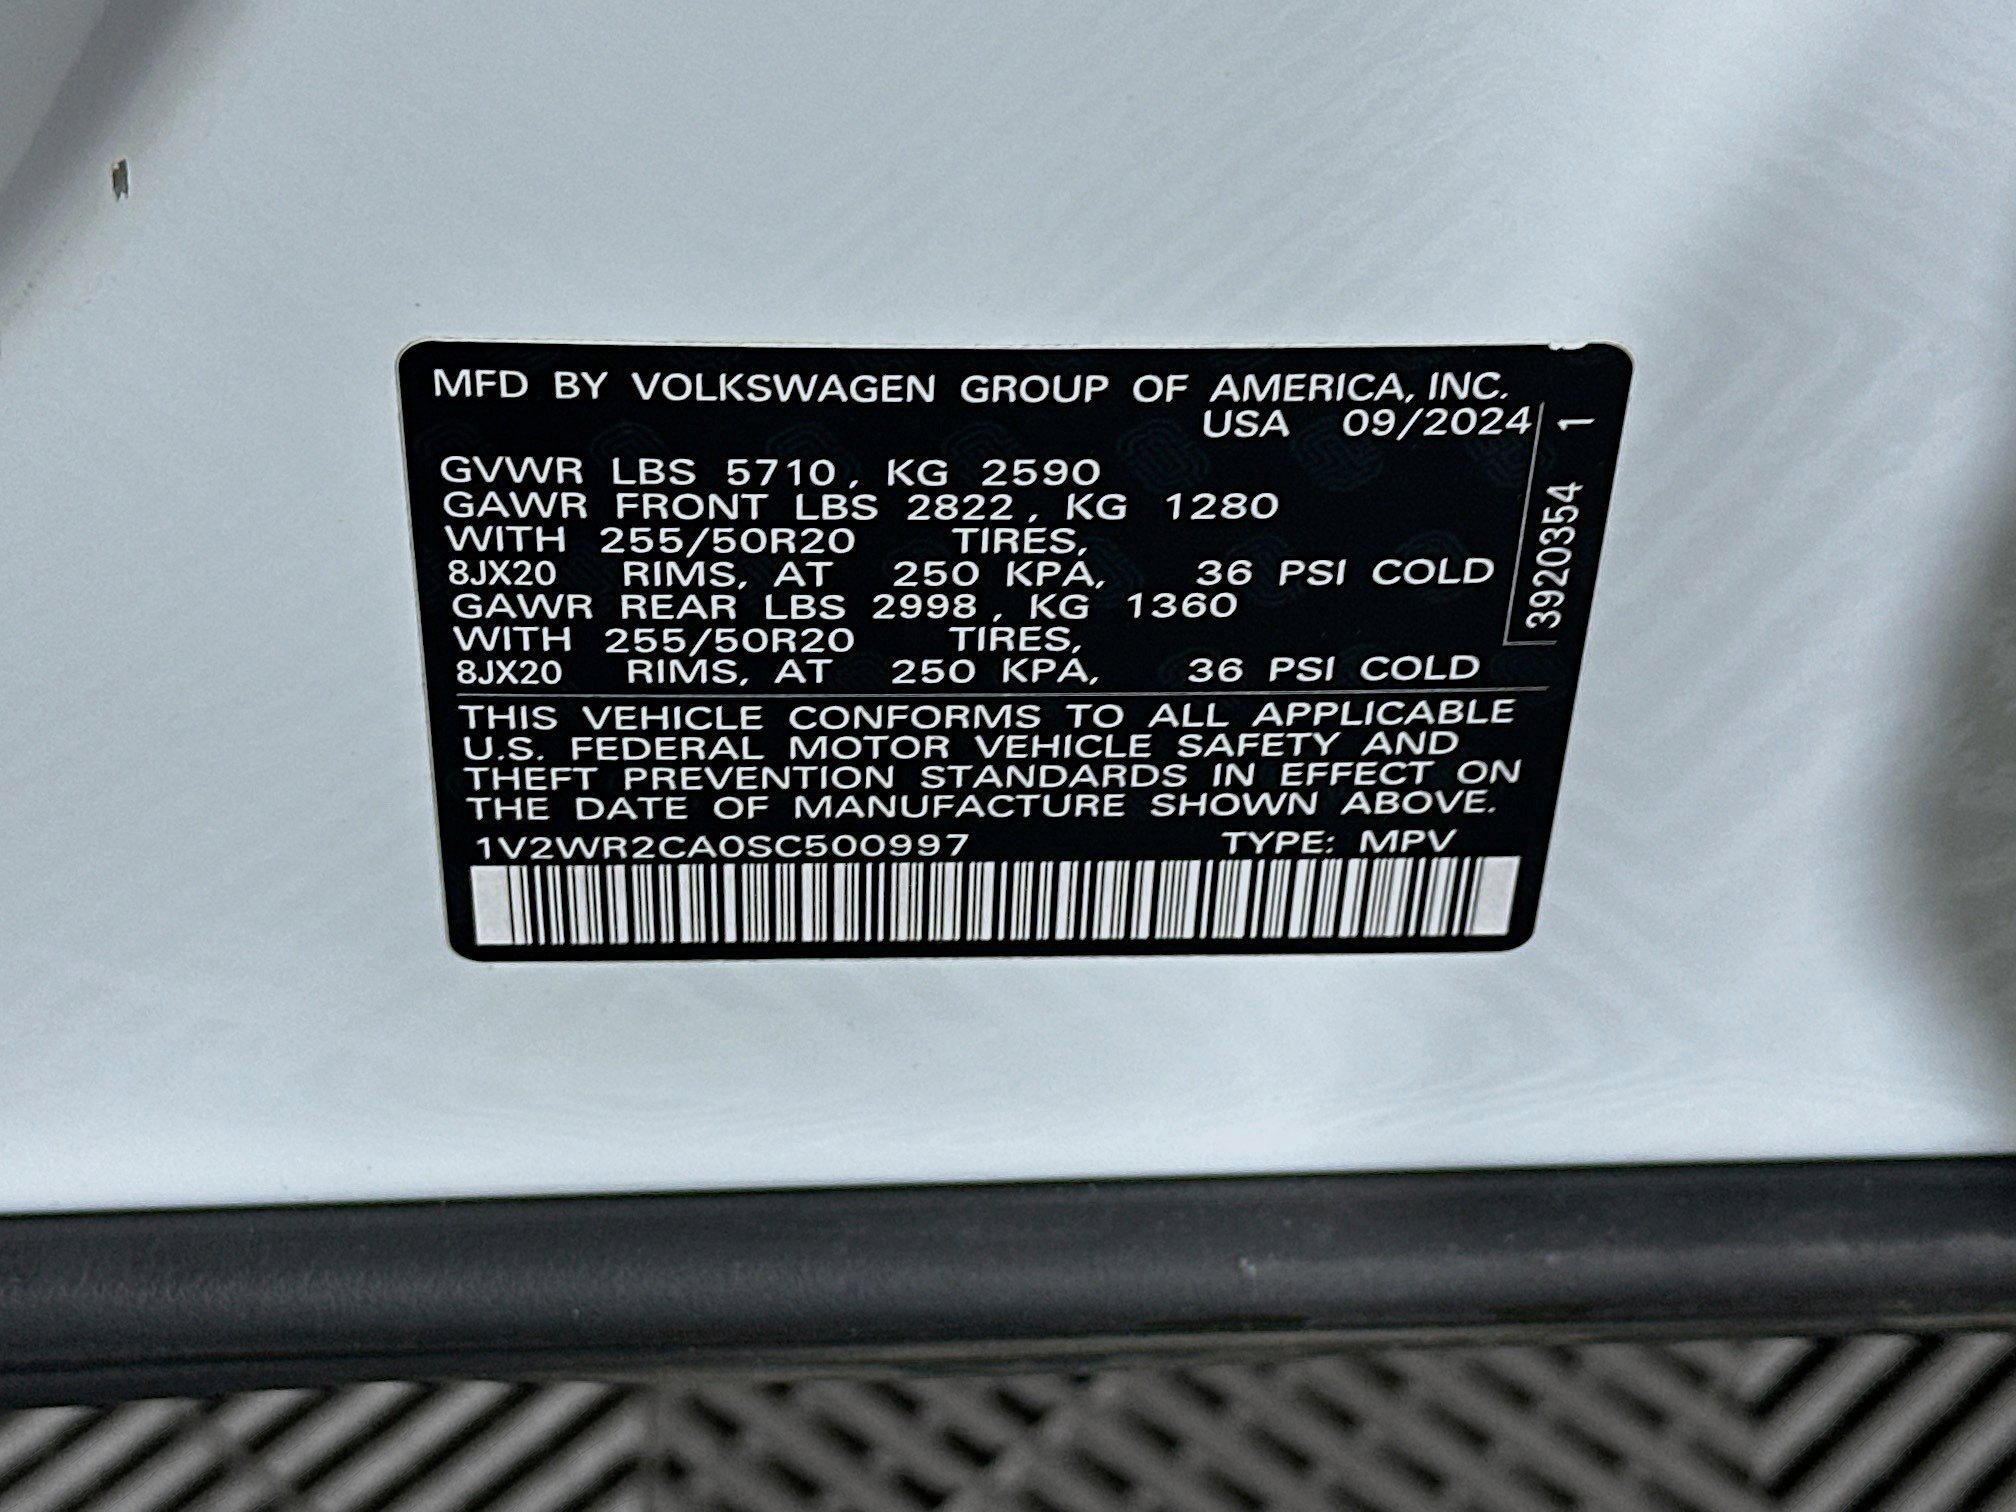 MFD BY VOLKSWAGEN GROUP OF AMERICA, INC.
USA 09/2024
GVWR LBS 5710, KG 2590
GAWR FRONT LBS 2822, KG 1280
WITH 255/50R20 TIRES,
8JX20 RIMS, AT 250 KPA, 36 PSI COLD
GAWR REAR LBS 2998, KG 1360
WITH 255/50R20 TIRES,
8JX20 RIMS, AT 250 KPA, 36 PSI COLD
3920354 1
THIS VEHICLE CONFORMS TO ALL APPLICABLE
U.S. FEDERAL MOTOR VEHICLE SAFETY AND
THEFT PREVENTION STANDARDS IN EFFECT ON
THE DATE OF MANUFACTURE SHOWN ABOVE.
1V2WR2CA0SC500997 TYPE: MPV